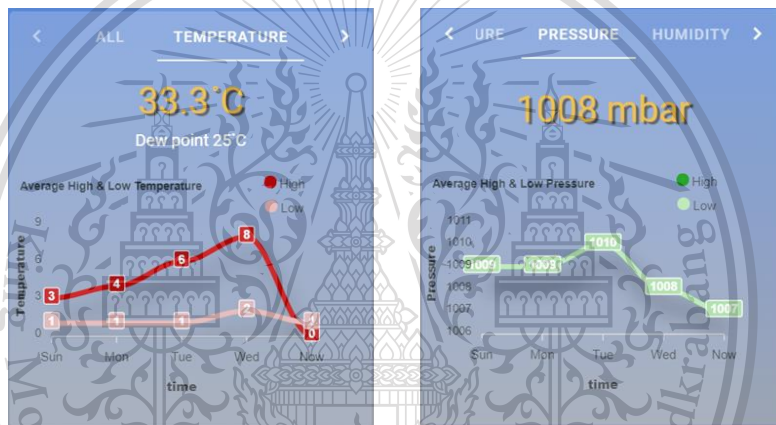 ALL TEMPERATURE
33.3°C
Dew point 25°C
Average High & Low Temperature
High
Low
Temperature
9
6
3
0
3 4 6 8 0
1 1 1 2 1
Sun Mon Tue Wed Now
time
URE PRESSURE HUMIDITY
1008 mbar
Average High & Low Pressure
High
Low
Pressure
1011
1010
1009
1008
1007
1006
1009 1009 1010 1008 1007
Sun Mon Tue Wed Now
time
dkrabang